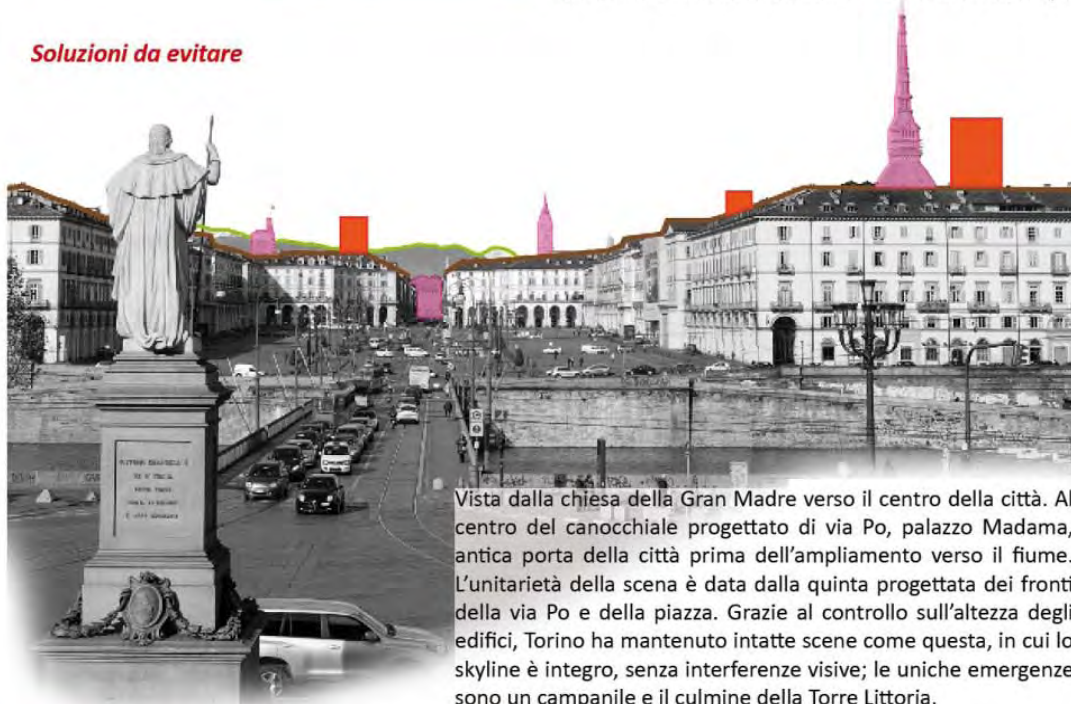 Soluzioni da evitare
Vista dalla chiesa della Gran Madre verso il centro della città. Al
centro del canocchiale progettato di via Po, palazzo Madama,
antica porta della città prima dell'ampliamento verso il fiume.
L'unitarietà della scena è data dalla quinta progettata dei fronti
della via Po e della piazza. Grazie al controllo sull'altezza degli
edifici, Torino ha mantenuto intatte scene come questa, in cui lo
skyline è integro, senza interferenze visive; le uniche emergenze
sono un campanile e il culmine della Torre Littoria.